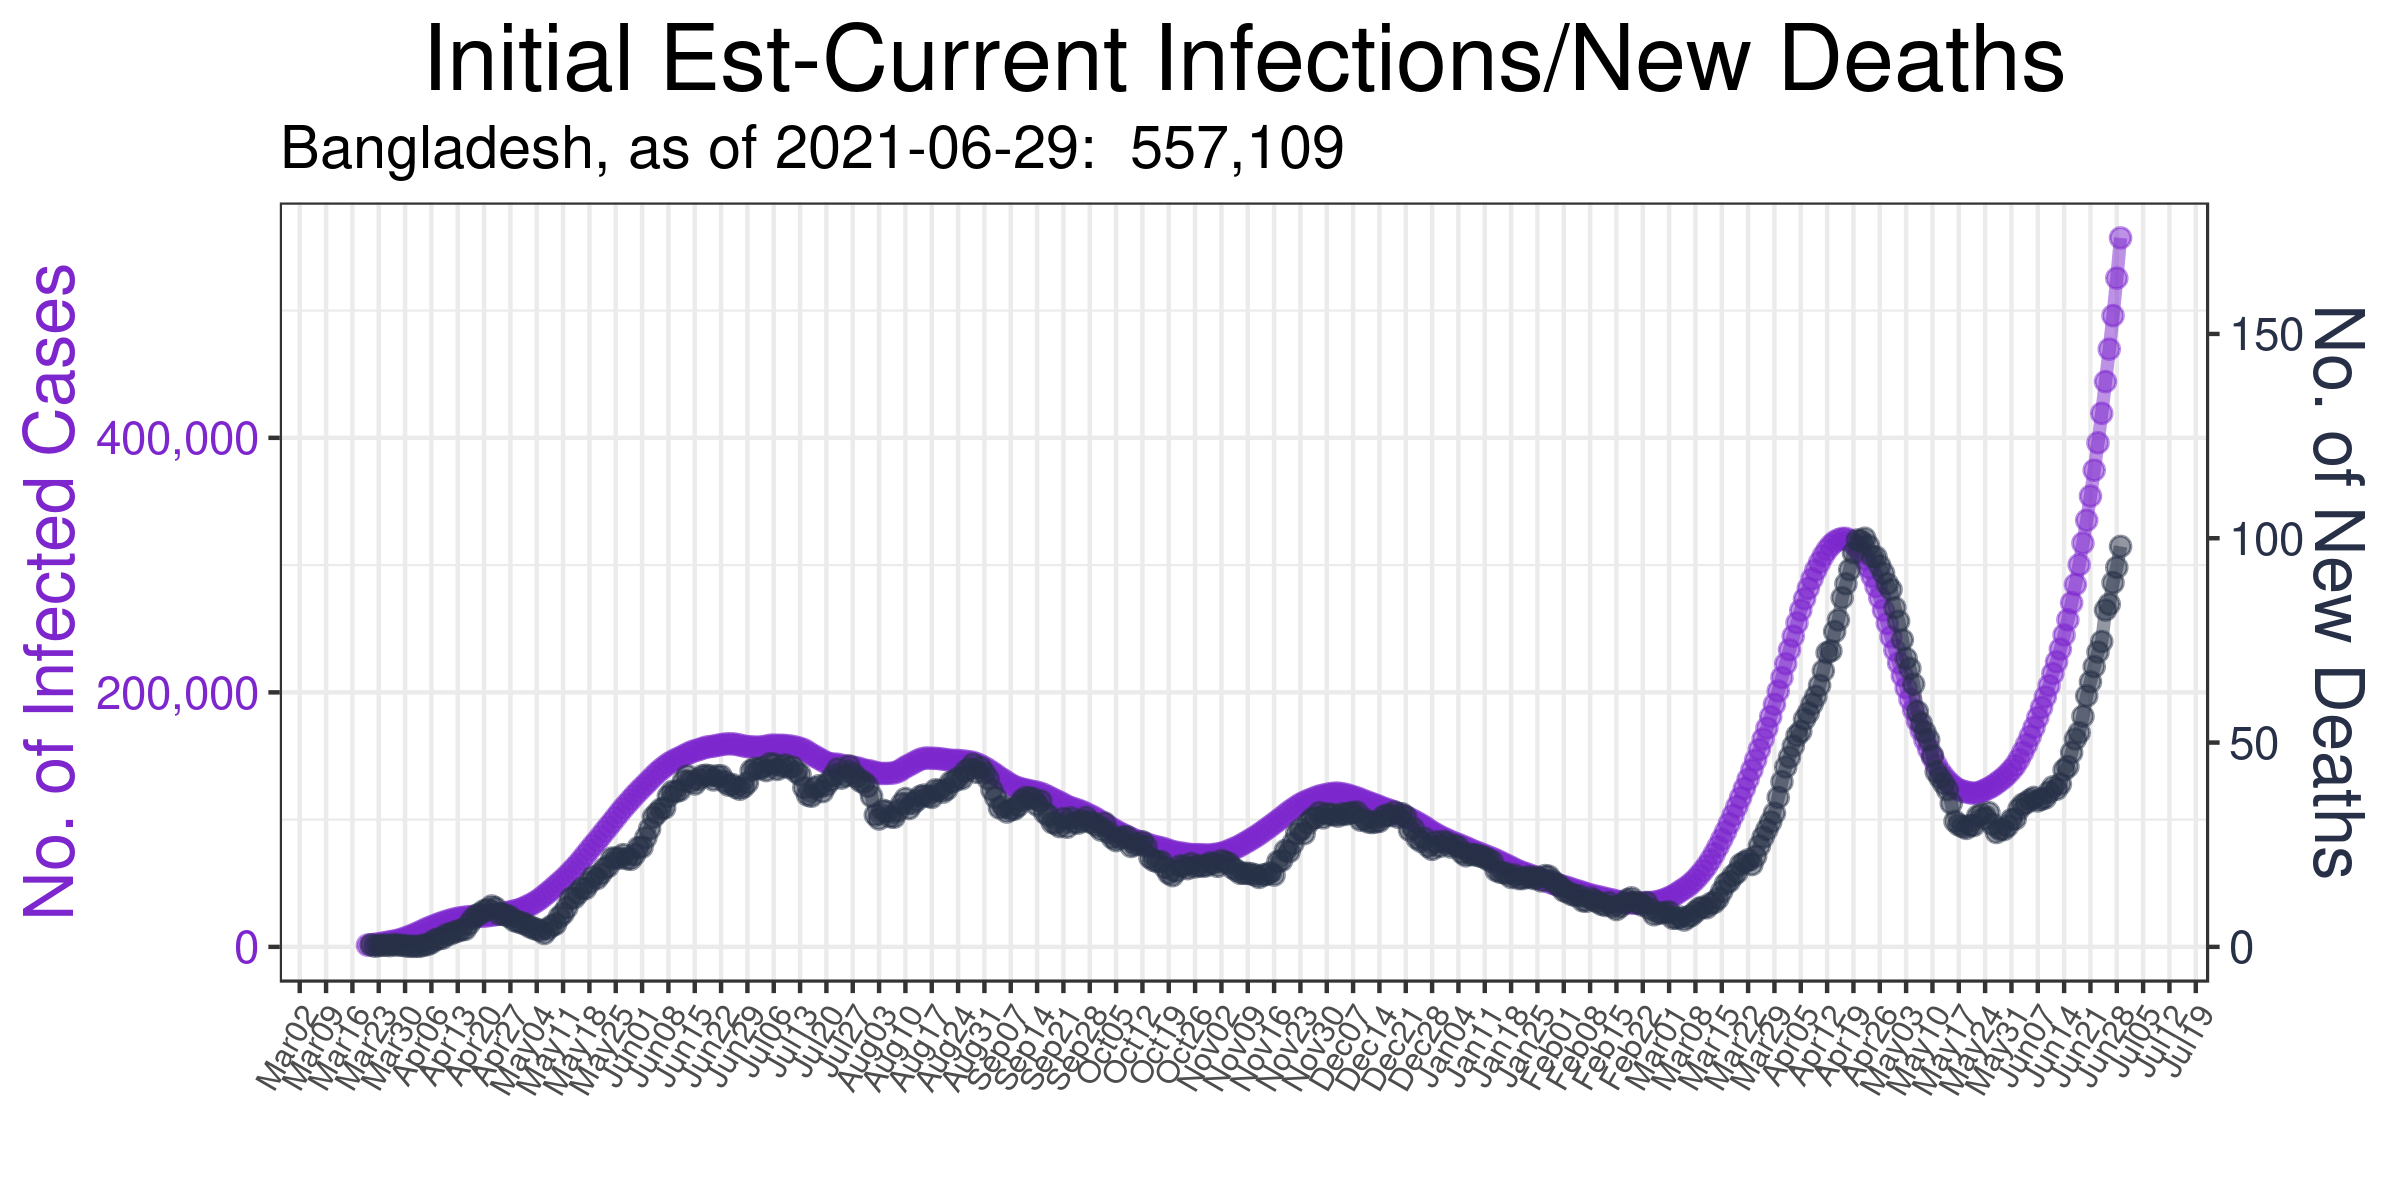 Initial Est-Current Infections/New Deaths
Bangladesh, as of 2021-06-29:  557,109
No. of Infected Cases
400,000
200,000
0
150
100
50
0
No. of New Deaths
Mar02
Mar09
Mar16
Mar23
Mar30
Apr06
Apr13
Apr20
Apr27
May04
May11
May18
May25
Jun01
Jun08
Jun15
Jun22
Jun29
Jul06
Jul13
Jul20
Jul27
Aug03
Aug10
Aug17
Aug24
Aug31
Sep07
Sep14
Sep21
Sep28
Oct05
Oct12
Oct19
Oct26
Nov02
Nov09
Nov16
Nov23
Nov30
Dec07
Dec14
Dec21
Dec28
Jan04
Jan11
Jan18
Jan25
Feb01
Feb08
Feb15
Feb22
Mar01
Mar08
Mar15
Mar22
Mar29
Apr05
Apr12
Apr19
Apr26
May03
May10
May17
May24
May31
Jun07
Jun14
Jun21
Jun28
Jul05
Jul12
Jul19